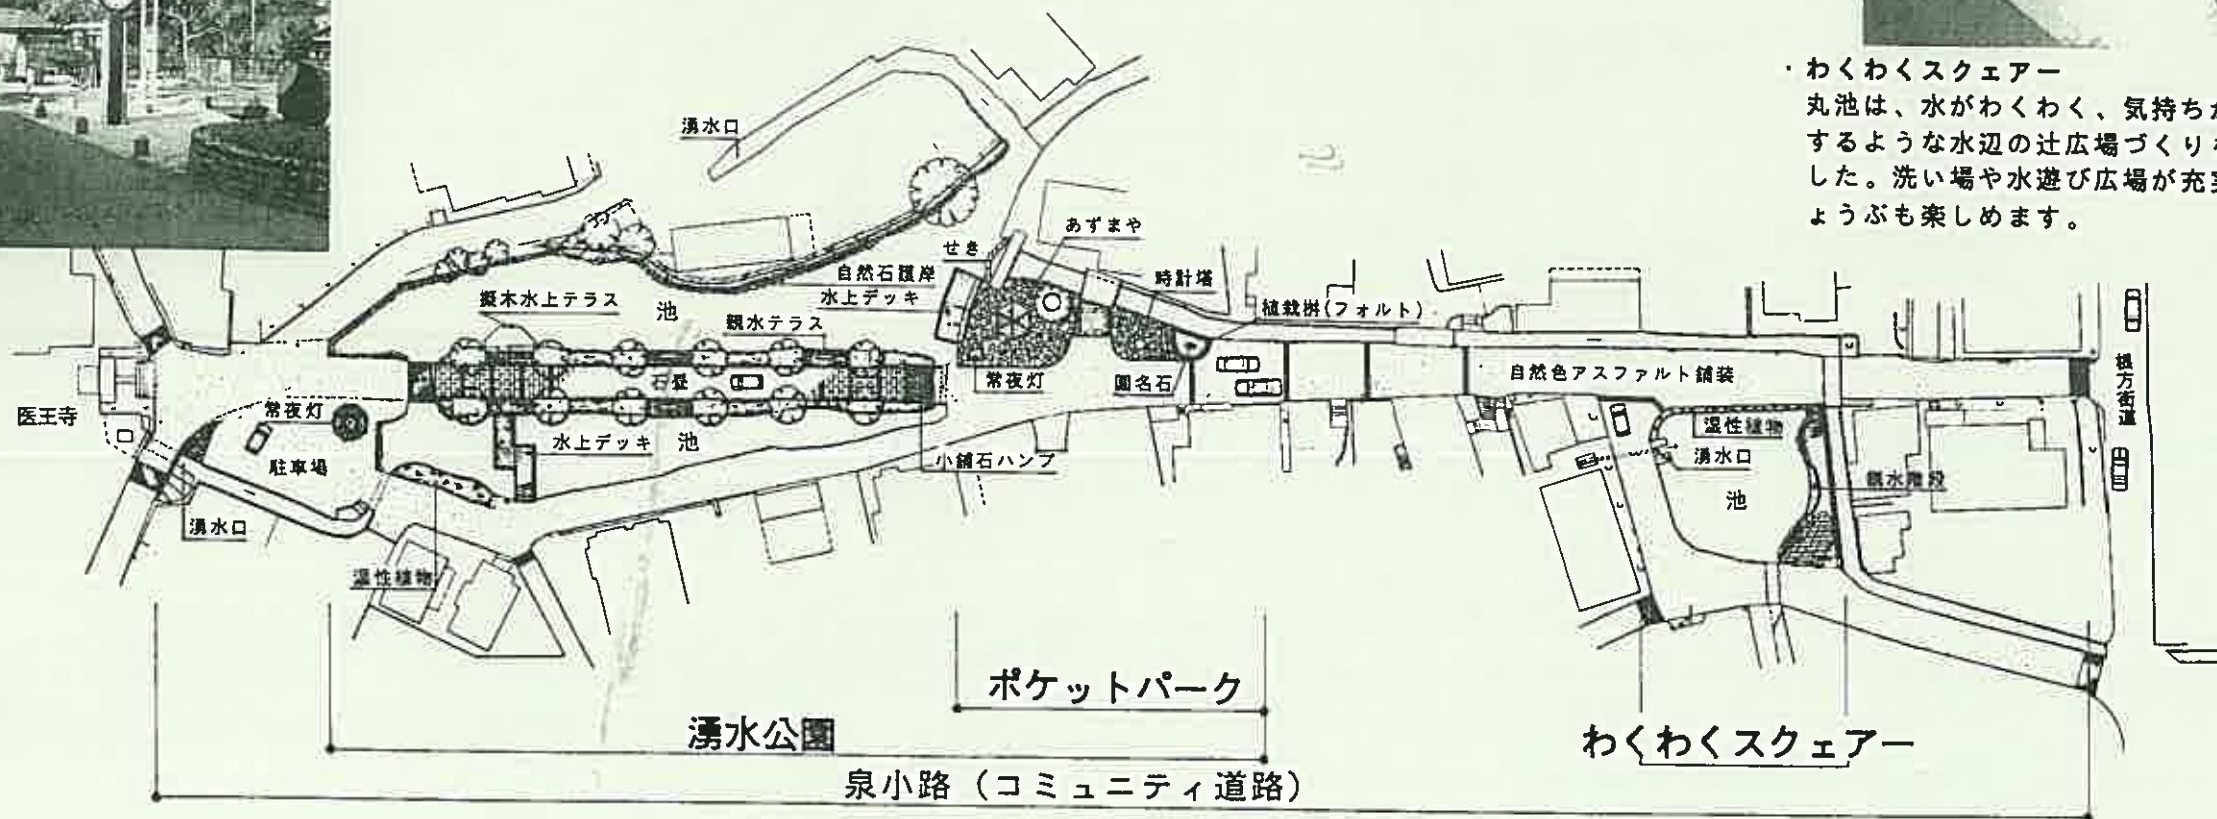 ・わくわくスクェアー
丸池は、水がわくわく、気持ちが
するような水辺の辻広場づくりを
した。洗い場や水遊び広場が充実
ょうぶも楽しめます。
湧水口
あずまや
せき
時計塔
自然石護岸
水上デッキ
擬木水上テラス
池
親水テラス
植栽桝(フォルト)
石畳
常夜灯
園名石
自然色アスファルト舗装
根方街道
医王寺
常夜灯
駐車場
水上デッキ
池
小舗石ハンプ
湿性植物
湧水口
親水階段
池
湧水口
湿性植物
ポケットパーク
湧水公園
わくわくスクェアー
泉小路（コミュニティ道路）